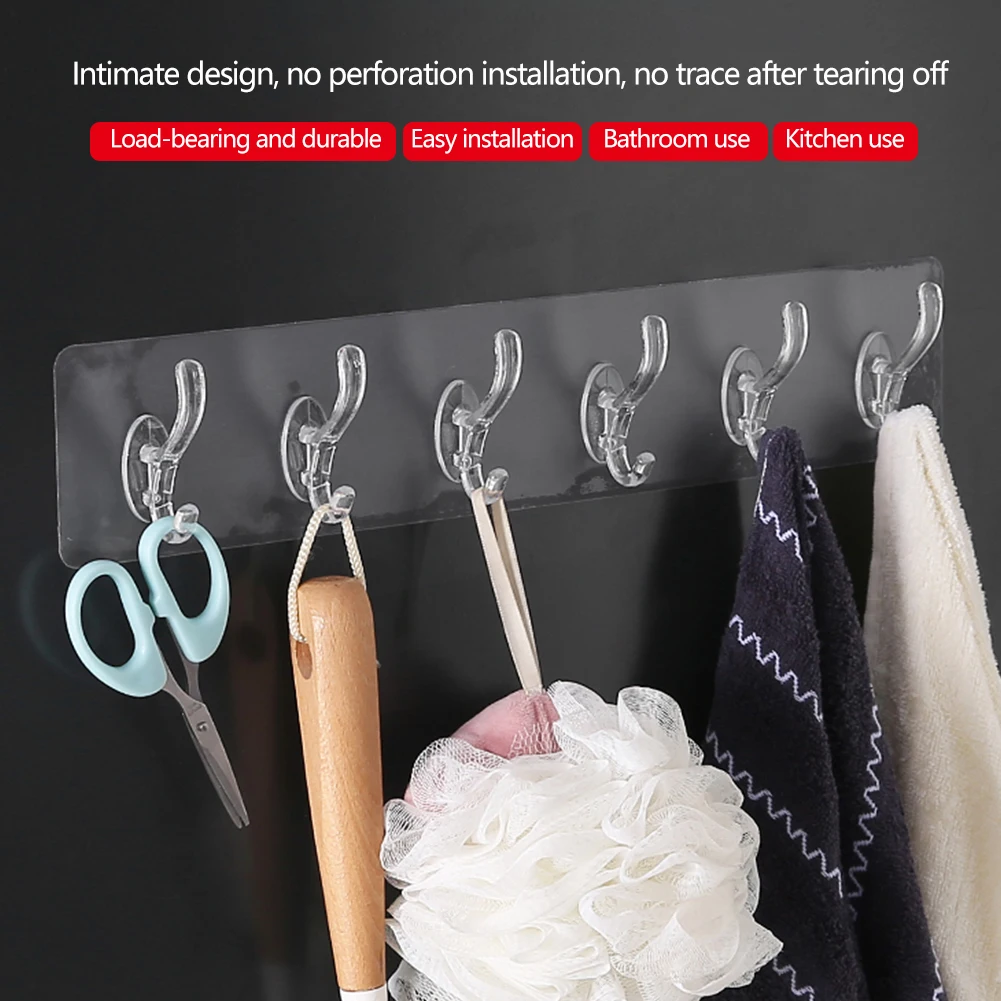 Intimate design, no perforation installation, no trace after tearing off
Load-bearing and durable Easy installation Bathroom use Kitchen use